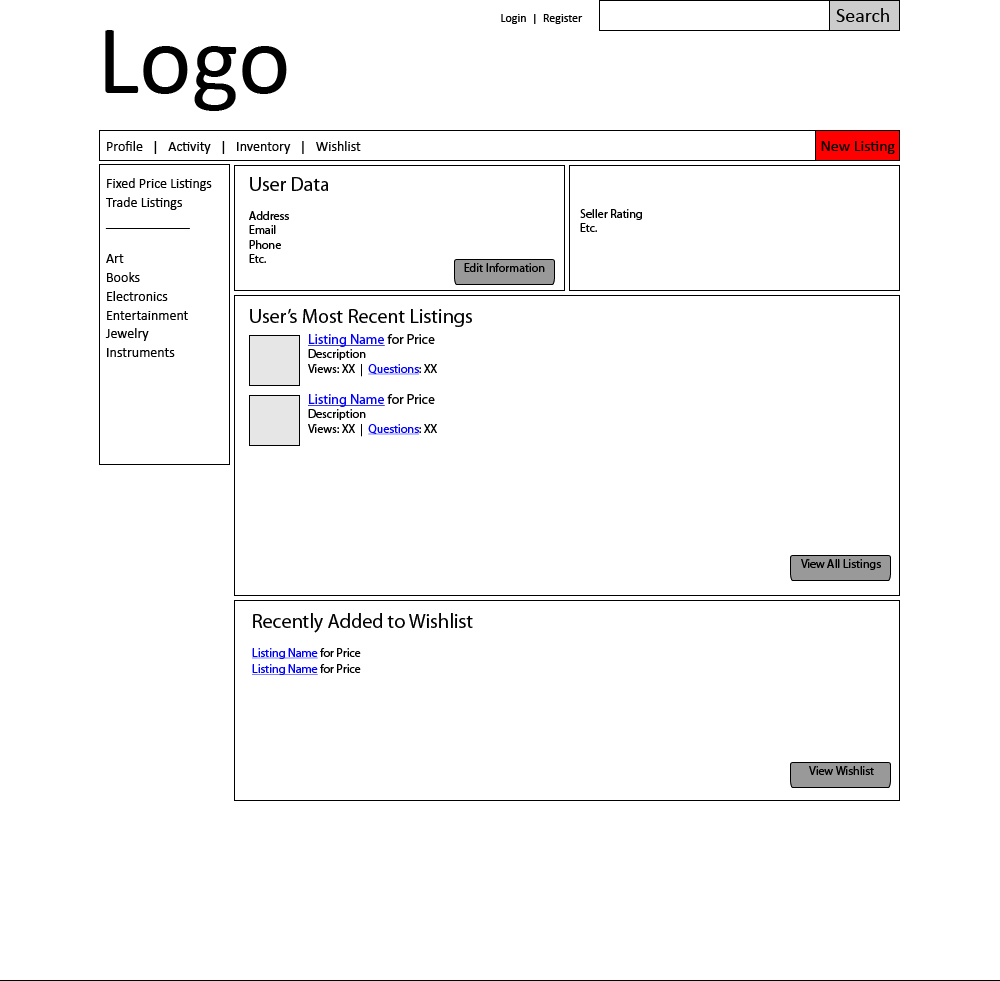 Login | Register
Search
Logo
Profile | Activity | Inventory | Wishlist
New Listing
Fixed Price Listings
Trade Listings
Art
Books
Electronics
Entertainment
Jewelry
Instruments
User Data
Address
Email
Phone
Etc.
Edit Information
Seller Rating
Etc.
User’s Most Recent Listings
Listing Name for Price
Description
Views: XX | Questions: XX
Listing Name for Price
Description
Views: XX | Questions: XX
View All Listings
Recently Added to Wishlist
Listing Name for Price
Listing Name for Price
View Wishlist